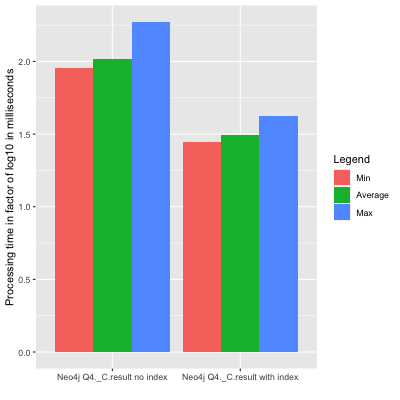 Processing time in factor of log10 in milliseconds
2.0
1.5
1.0
0.5
0.0
Neo4j Q4._C.result no index
Neo4j Q4._C.result with index
Legend
Min
Average
Max